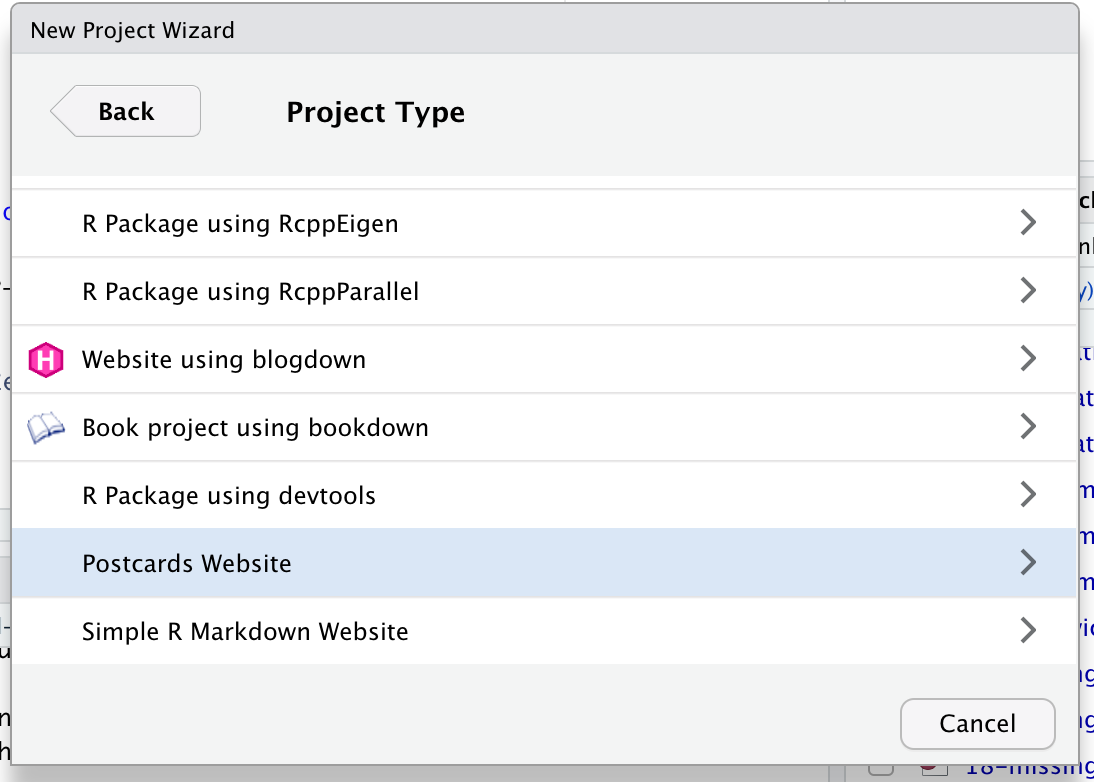 New Project Wizard
Back
Project Type
R Package using RcppEigen
R Package using RcppParallel
H
Website using blogdown
Book project using bookdown
R Package using devtools
Postcards Website
Simple R Markdown Website
Cancel